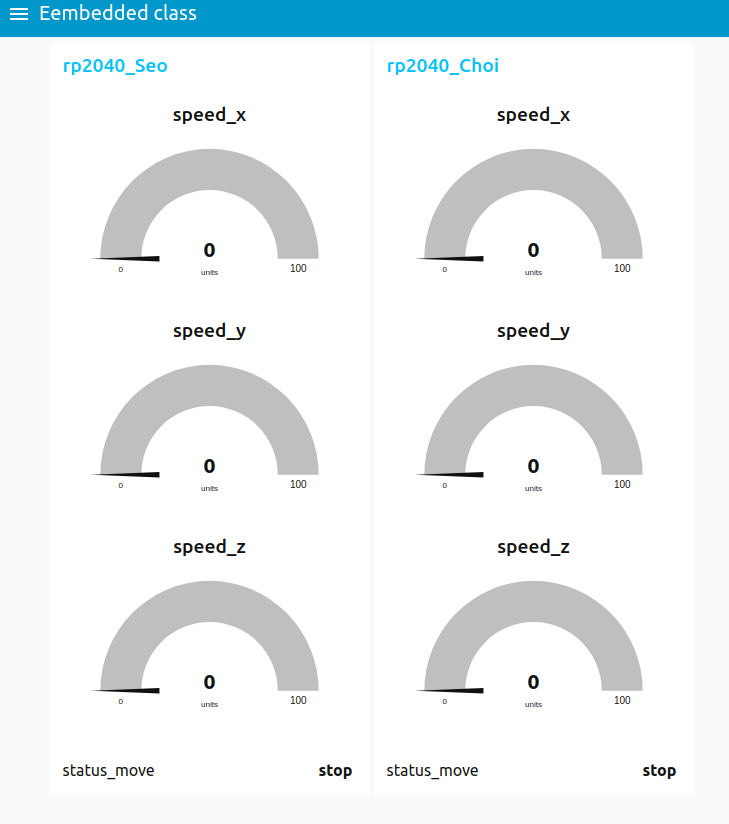 Eembedded class
rp2040_Seo
speed_x
0
0
units
100
speed_y
0
0
units
100
speed_z
0
0
units
100
status_move stop
rp2040_Choi
speed_x
0
0
units
100
speed_y
0
0
units
100
speed_z
0
0
units
100
status_move stop